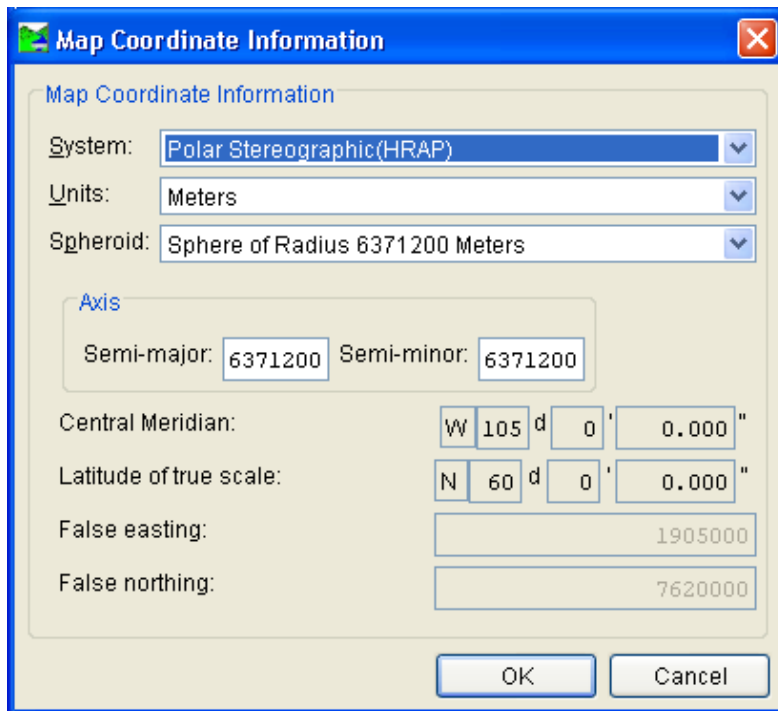 Map Coordinate Information
Map Coordinate Information
System: Polar Stereographic(HRAP)
Units: Meters
Spheroid: Sphere of Radius 6371200 Meters
Axis
Semi-major: 6371200 Semi-minor: 6371200
Central Meridian: W 105 d 0 ' 0.000 "
Latitude of true scale: N 60 d 0 ' 0.000 "
False easting: 1905000
False northing: 7620000
OK Cancel